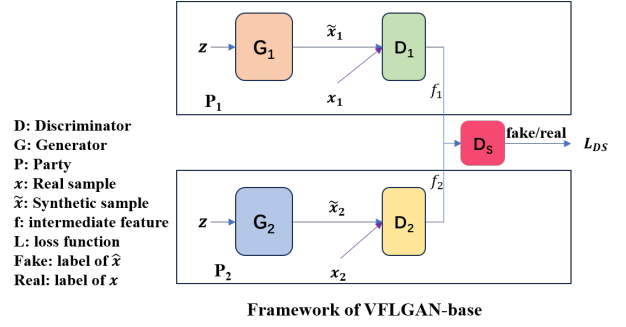 z
G₁
x̃₁
D₁
x₁
P₁
f₁
D: Discriminator
G: Generator
P: Party
x: Real sample
x̃: Synthetic sample
f: intermediate feature
L: loss function
Fake: label of x̂
Real: label of x
D_S
fake/real
L_DS
f₂
z
G₂
x̃₂
D₂
x₂
P₂
Framework of VFLGAN-base